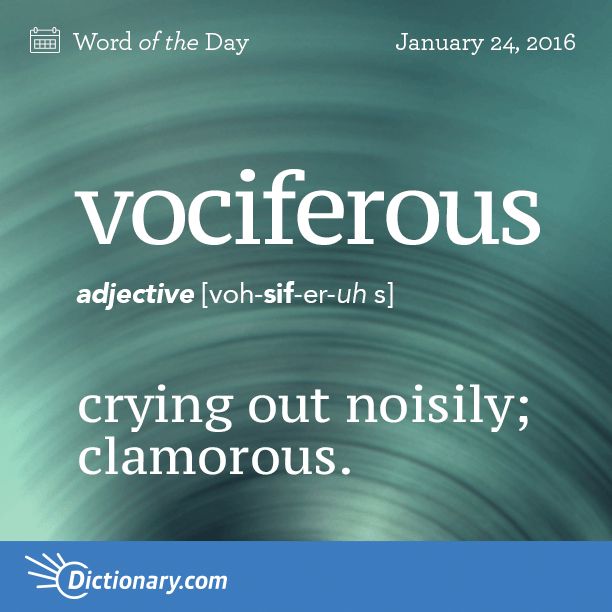 Word of the Day
January 24, 2016
vociferous
adjective [voh-sif-er-uh s]
crying out noisily;
clamorous.
Dictionary.com